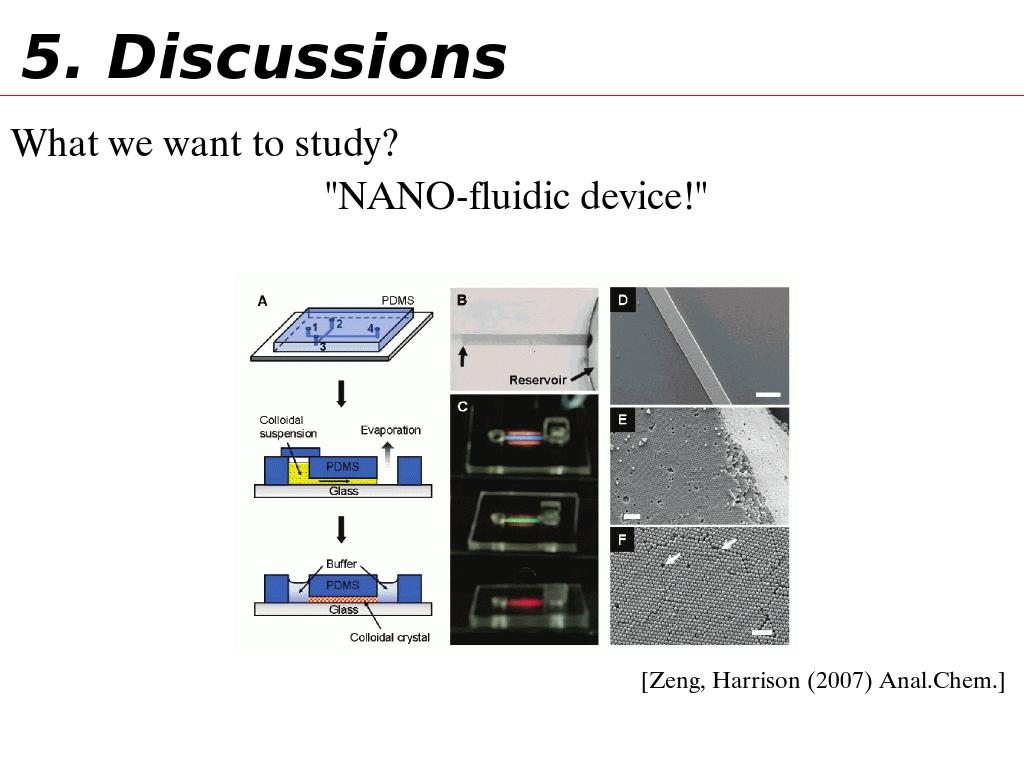 5. Discussions
What we want to study?
"NANO-fluidic device!"
A
PDMS
1
2
3
4
Colloidal
suspension
Evaporation
PDMS
Glass
Buffer
PDMS
Glass
Colloidal crystal
B
Reservoir
C
D
E
F
[Zeng, Harrison (2007) Anal.Chem.]